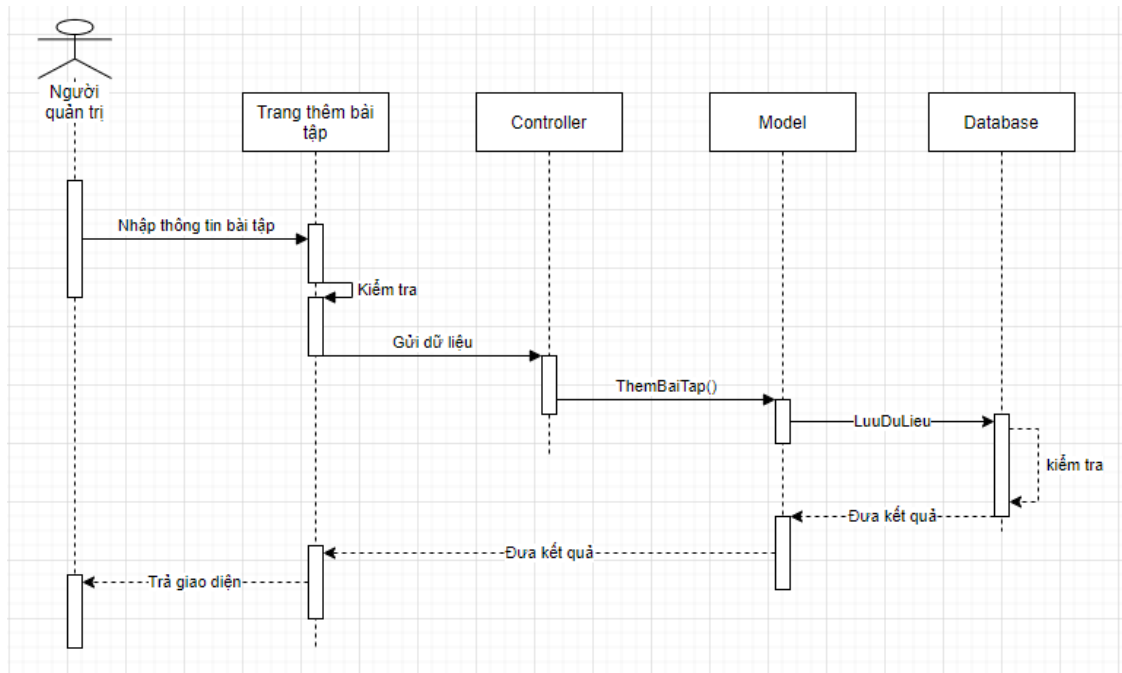 Người
quản trị
Trang thêm bài
tập
Controller
Model
Database
Nhập thông tin bài tập
Kiểm tra
Gửi dữ liệu
ThemBaiTap()
LuuDuLieu
kiểm tra
Đưa kết quả
Đưa kết quả
Trả giao diện